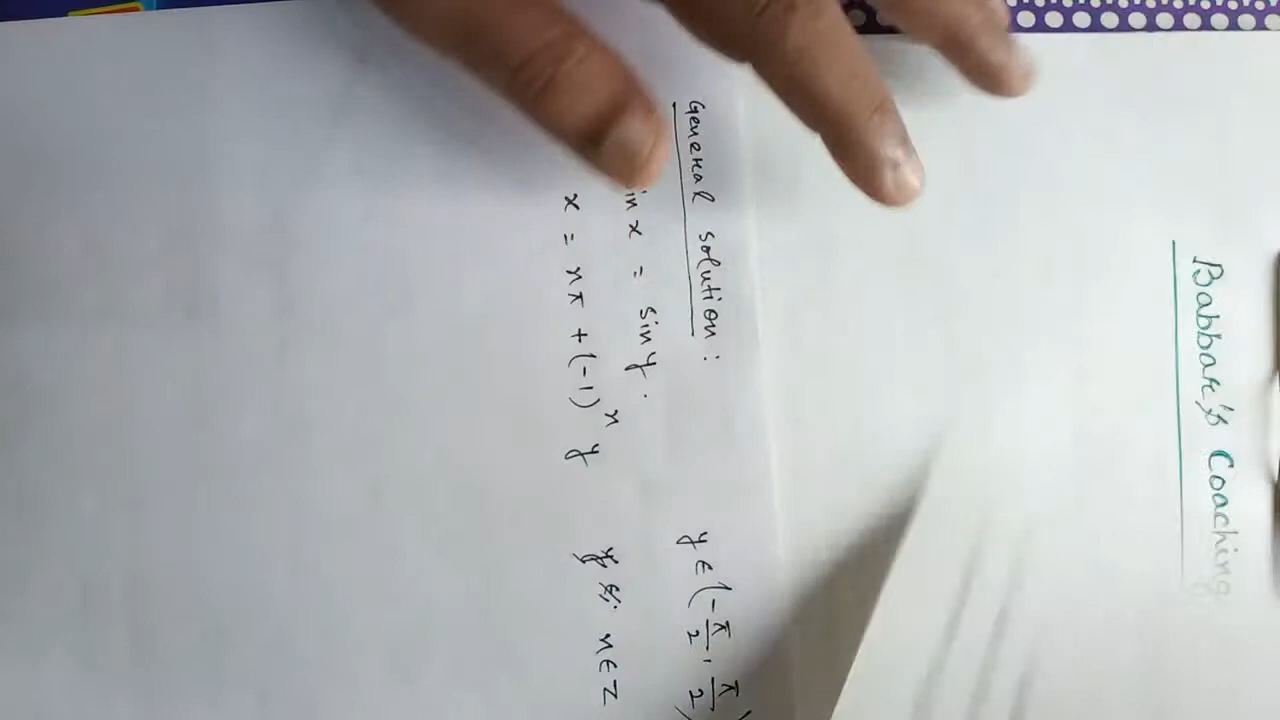 Babbar's Coaching
General solution:
in x = sin y. y ∈ (-π/2, π/2)
x = nπ + (-1)^n y n ∈ Z